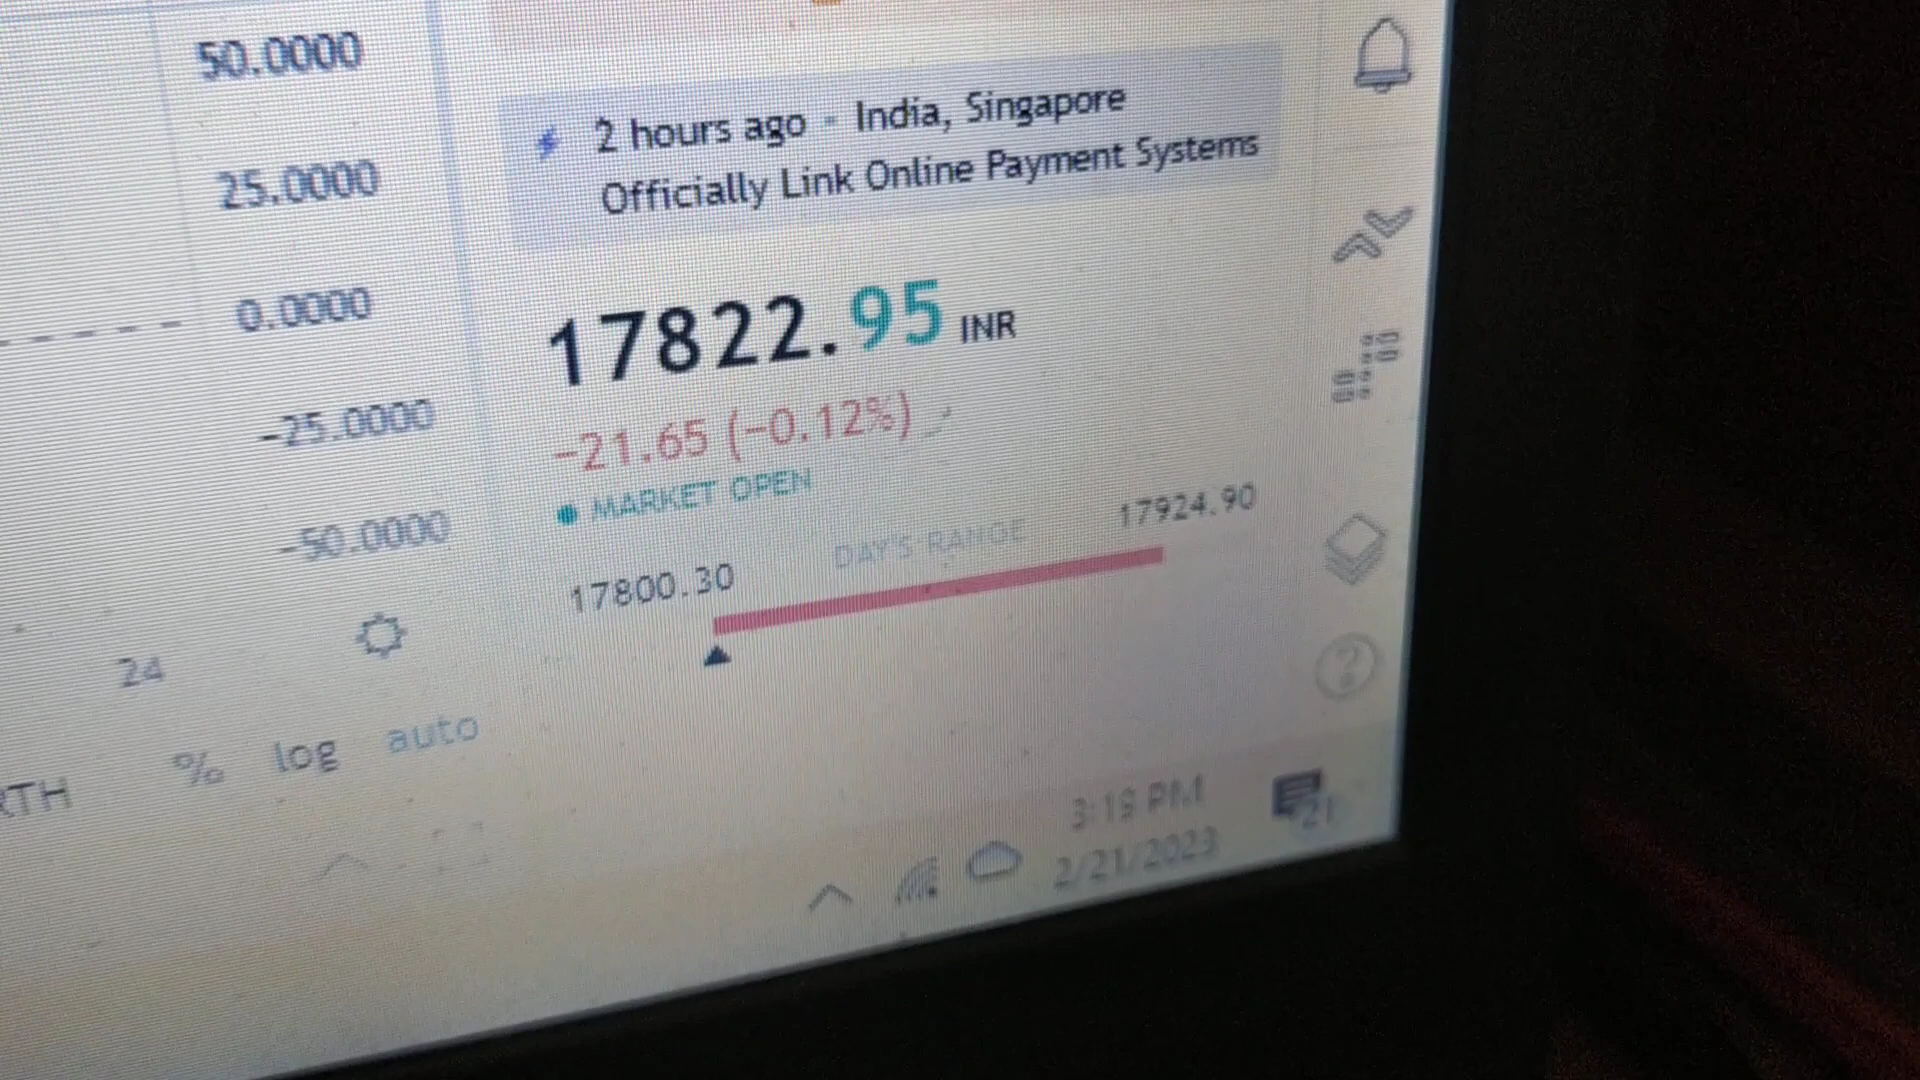 50.0000
25.0000
0.0000
-25.0000
-50.0000
24
% log auto
RTH
2 hours ago - India, Singapore
Officially Link Online Payment Systems
17822.95 INR
−21.65 (−0.12%)
MARKET OPEN
17800.30 DAY'S RANGE 17924.90
?
3:19 PM
2/21/2023
21